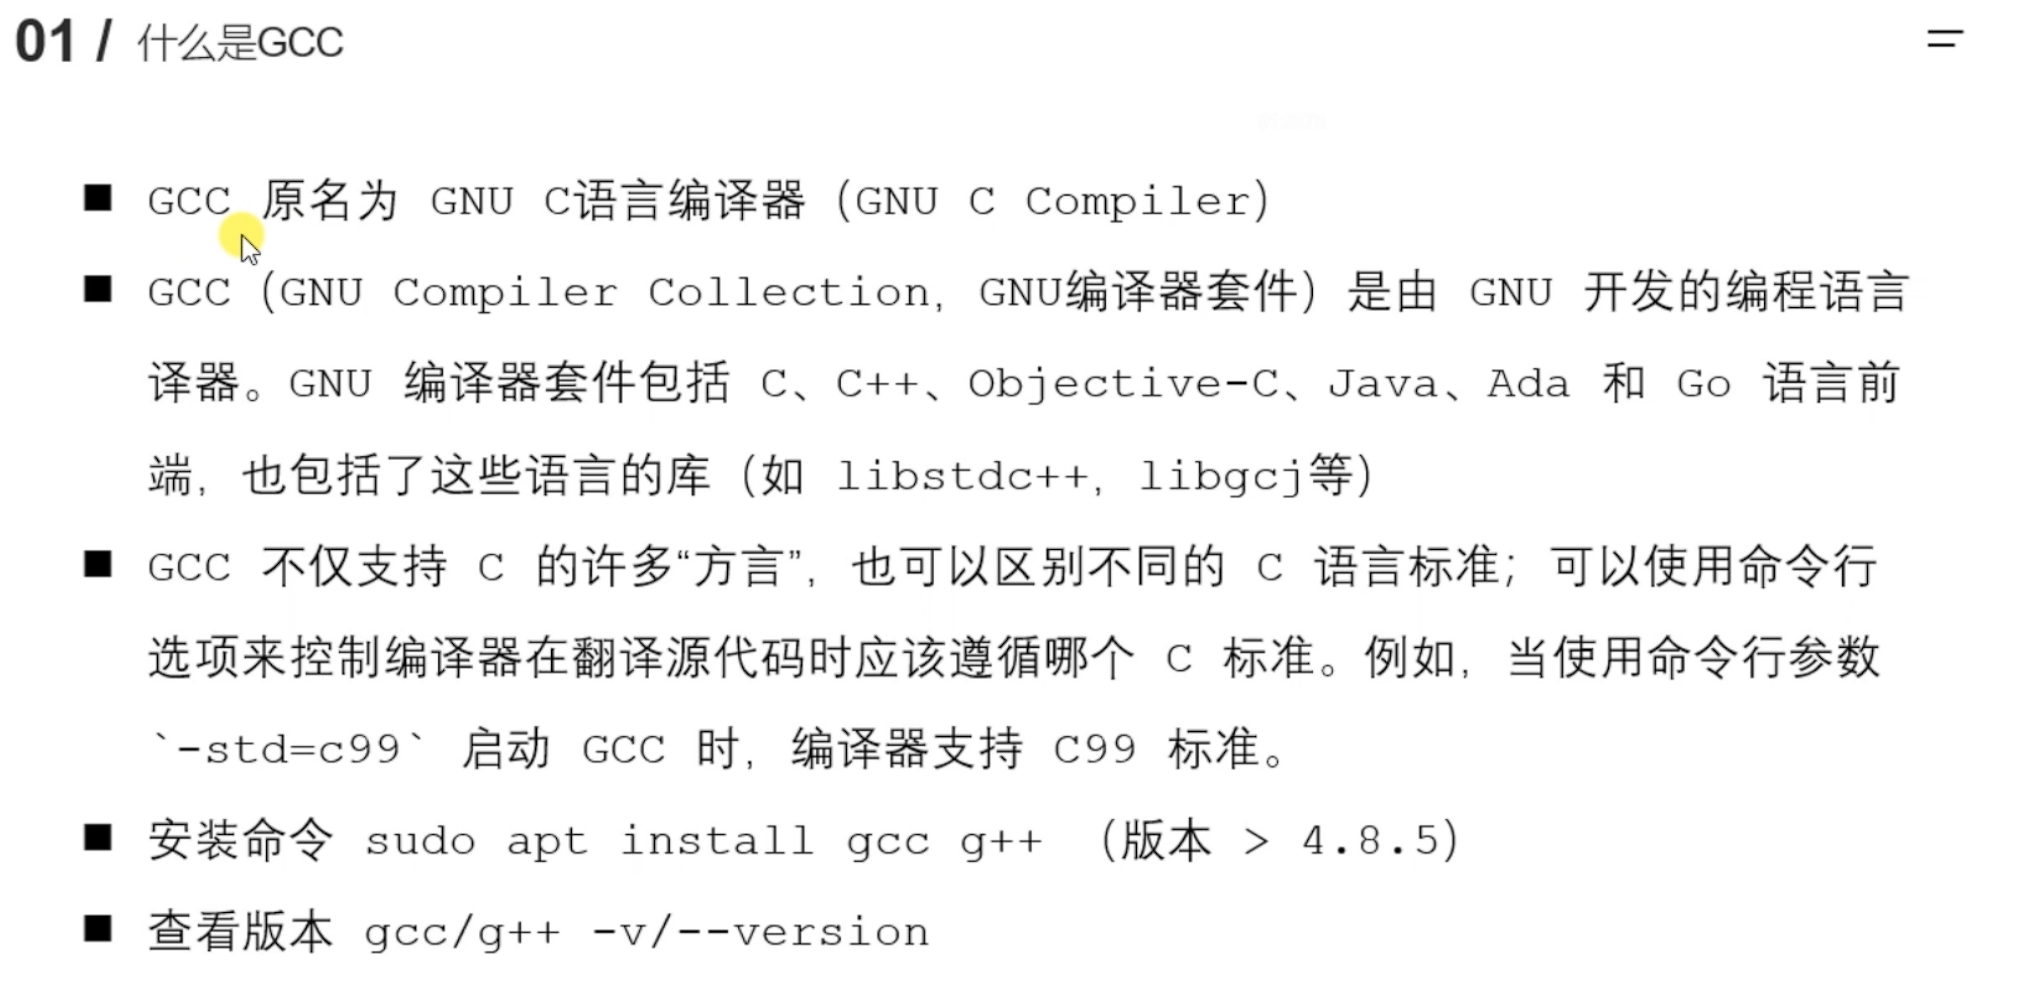 01 / 什么是GCC
■ GCC 原名为 GNU C语言编译器（GNU C Compiler）
■ GCC（GNU Compiler Collection，GNU编译器套件）是由 GNU 开发的编程语言
译器。GNU 编译器套件包括 C、C++、Objective-C、Java、Ada 和 Go 语言前
端，也包括了这些语言的库（如 libstdc++，libgcj等）
■ GCC 不仅支持 C 的许多“方言”，也可以区别不同的 C 语言标准；可以使用命令行
选项来控制编译器在翻译源代码时应该遵循哪个 C 标准。例如，当使用命令行参数
`-std=c99` 启动 GCC 时，编译器支持 C99 标准。
■ 安装命令 sudo apt install gcc g++ （版本 > 4.8.5）
■ 查看版本 gcc/g++ -v/--version